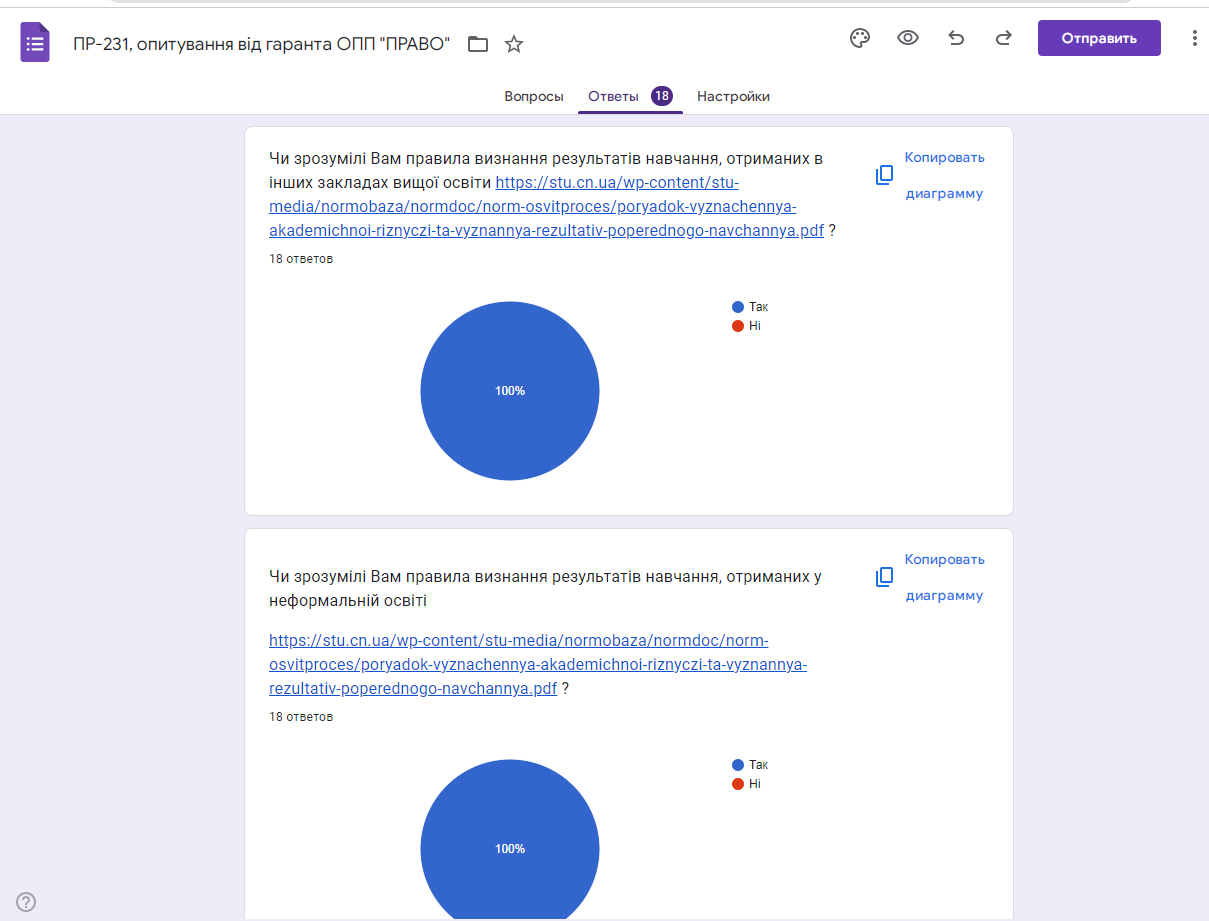 ПР-231, опитування від гаранта ОПП "ПРАВО"
Отправить
Вопросы
Ответы 18
Настройки
Чи зрозумілі Вам правила визнання результатів навчання, отриманих в
інших закладах вищої освіти https://stu.cn.ua/wp-content/stu-
media/normobaza/normdoc/norm-osvitproces/poryadok-vyznachennya-
akademichnoi-riznyczi-ta-vyznannya-rezultativ-poperednogo-navchannya.pdf ?
Копировать
диаграмму
18 ответов
Так
Ні
100%
Чи зрозумілі Вам правила визнання результатів навчання, отриманих у
неформальній освіті
Копировать
диаграмму
https://stu.cn.ua/wp-content/stu-media/normobaza/normdoc/norm-
osvitproces/poryadok-vyznachennya-akademichnoi-riznyczi-ta-vyznannya-
rezultativ-poperednogo-navchannya.pdf ?
18 ответов
Так
Ні
100%